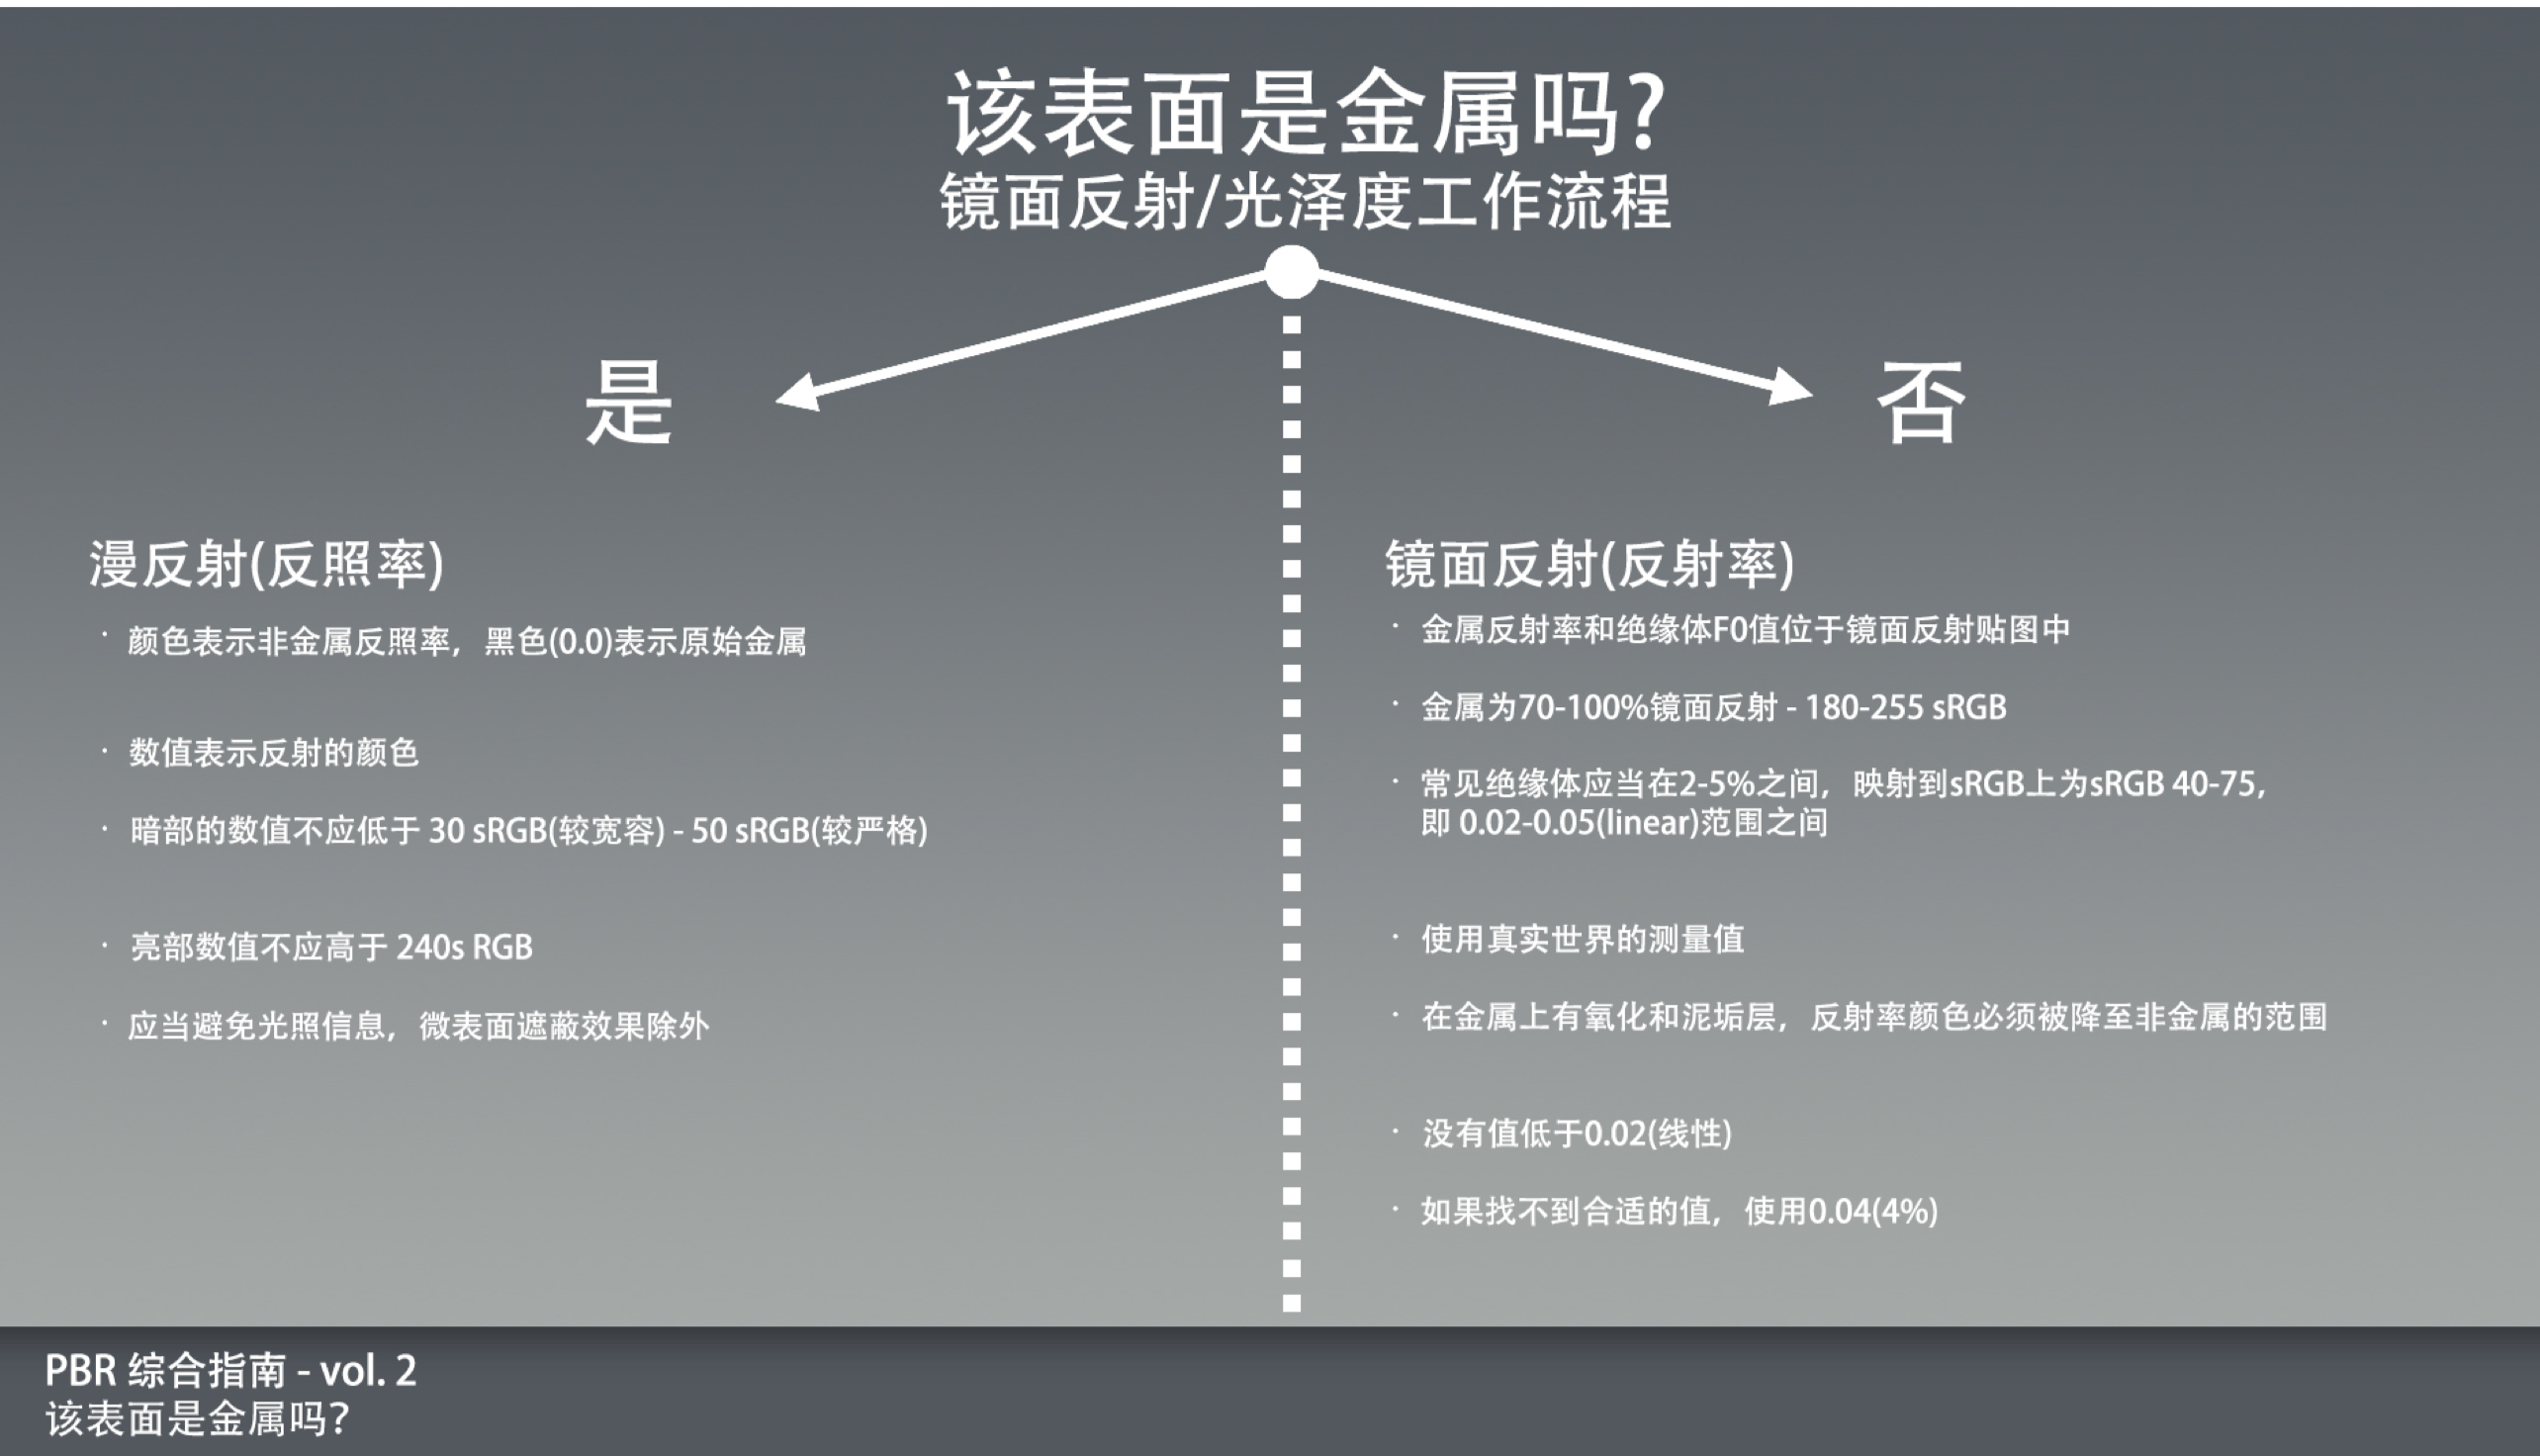 该表面是金属吗?
镜面反射/光泽度工作流程
是
否
漫反射(反照率)
· 颜色表示非金属反照率，黑色(0.0)表示原始金属
· 数值表示反射的颜色
· 暗部的数值不应低于 30 sRGB(较宽容) - 50 sRGB(较严格)
· 亮部数值不应高于 240s RGB
· 应当避免光照信息，微表面遮蔽效果除外
镜面反射(反射率)
· 金属反射率和绝缘体F0值位于镜面反射贴图中
· 金属为70-100%镜面反射 - 180-255 sRGB
· 常见绝缘体应当在2-5%之间，映射到sRGB上为sRGB 40-75,
即 0.02-0.05(linear)范围之间
· 使用真实世界的测量值
· 在金属上有氧化和泥垢层，反射率颜色必须被降至非金属的范围
· 没有值低于0.02(线性)
· 如果找不到合适的值，使用0.04(4%)
PBR 综合指南 - vol. 2
该表面是金属吗?